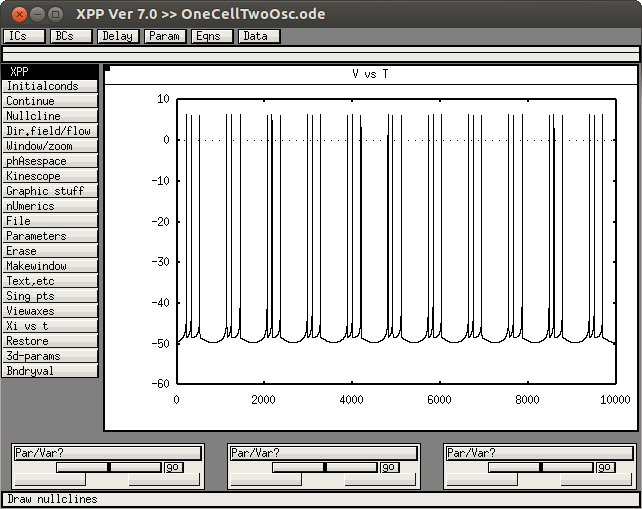 XPP Ver 7.0 >> OneCellTwoOsc.ode
ICs BCs Delay Param Eqns Data
XPP
Initialconds
Continue
Nullcline
Dir.field/flow
Window/zoom
phAsespace
Kinescope
Graphic stuff
nUmerics
File
Parameters
Erase
Makewindow
Text,etc
Sing pts
Viewaxes
Xi vs t
Restore
3d-params
Bndryval
V vs T
10
0
-10
-20
-30
-40
-50
-60
0 2000 4000 6000 8000 10000
Par/Var? Par/Var? Par/Var?
go go go
Draw nullclines